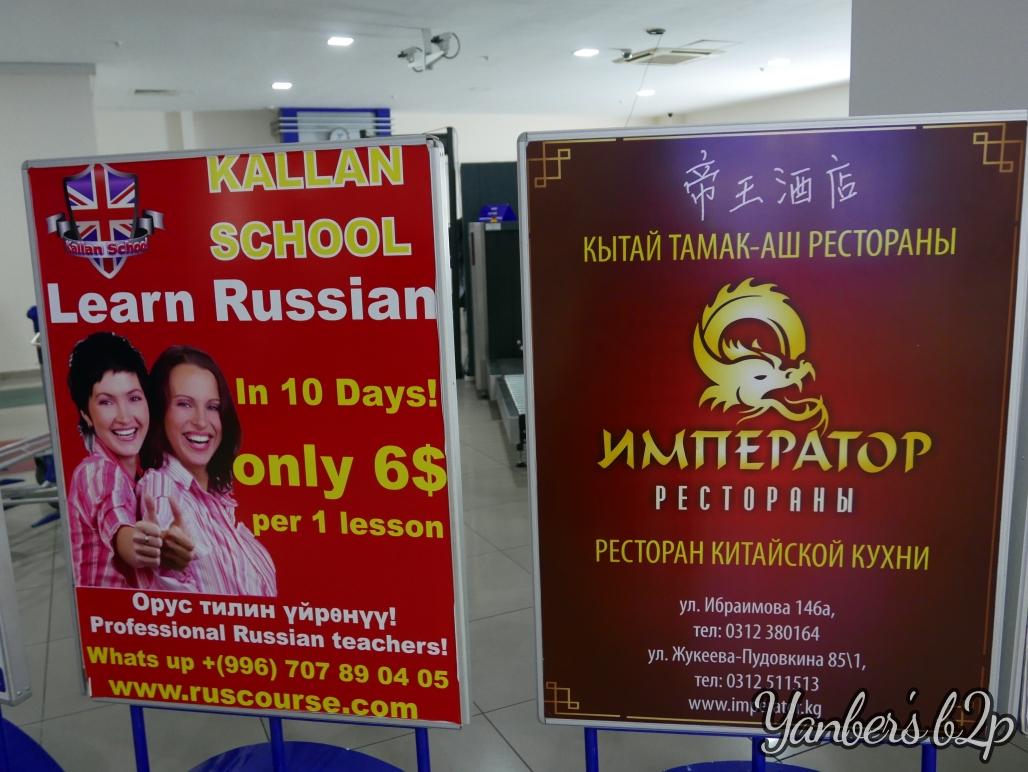 Kallan School
KALLAN
SCHOOL
Learn Russian
In 10 Days!
only 6$
per 1 lesson
Орус тилин үйрөнүү!
Professional Russian teachers!
Whats up +(996) 707 89 04 05
www.ruscourse.com
帝王酒店
КЫТАЙ ТАМАК-АШ РЕСТОРАНЫ
ИМПЕРАТОР
РЕСТОРАНЫ
РЕСТОРАН КИТАЙСКОЙ КУХНИ
ул. Ибраимова 146а,
тел: 0312 380164
ул. Жукеева-Пудовкина 85\1,
тел: 0312 511513
www.imperator.kg
Yanber's b2p